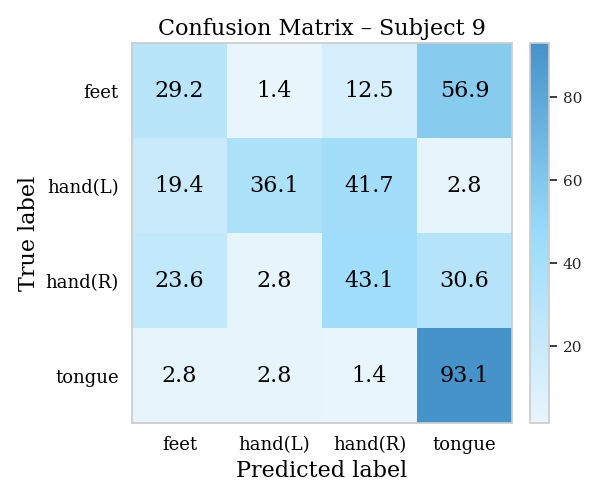 Confusion Matrix – Subject 9
feet 29.2 1.4 12.5 56.9
hand(L) 19.4 36.1 41.7 2.8
hand(R) 23.6 2.8 43.1 30.6
tongue 2.8 2.8 1.4 93.1
feet hand(L) hand(R) tongue
Predicted label
True label
80
60
40
20